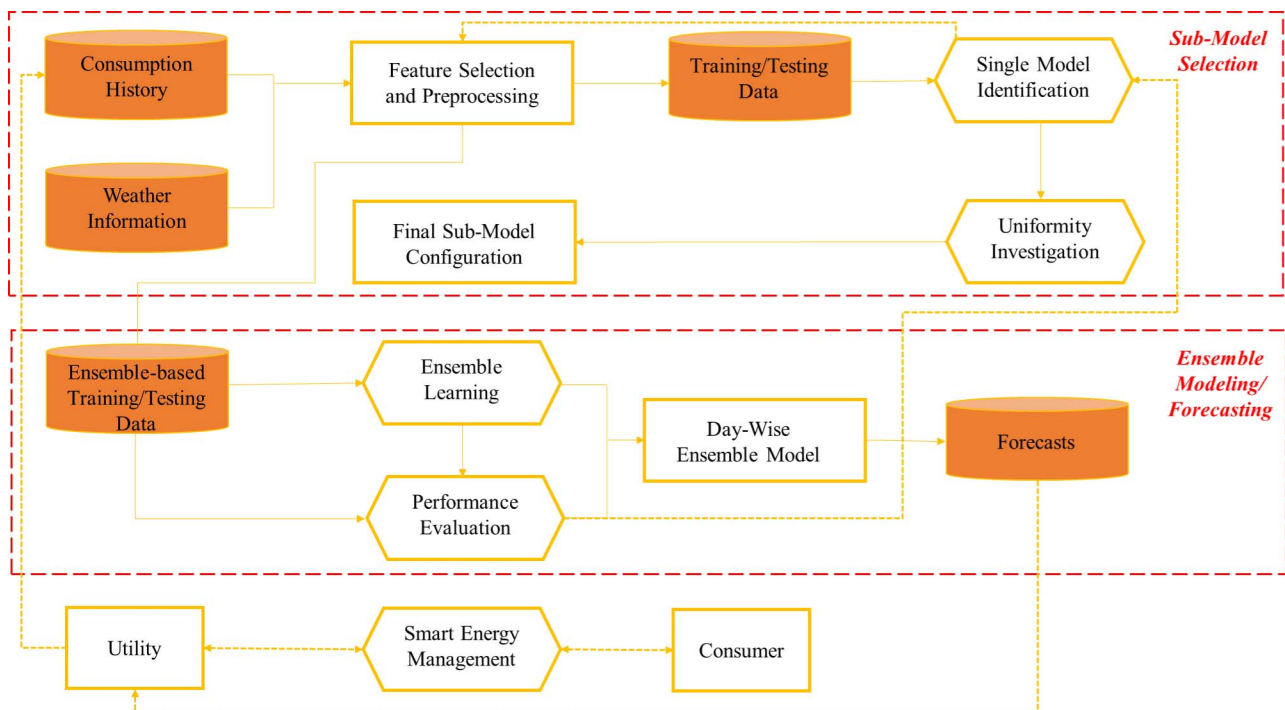 Consumption
History
Feature Selection
and Preprocessing
Training/Testing
Data
Single Model
Identification
Sub-Model
Selection
Weather
Information
Final Sub-Model
Configuration
Uniformity
Investigation
Ensemble-based
Training/Testing
Data
Ensemble
Learning
Performance
Evaluation
Day-Wise
Ensemble Model
Forecasts
Ensemble
Modeling/
Forecasting
Utility
Smart Energy
Management
Consumer